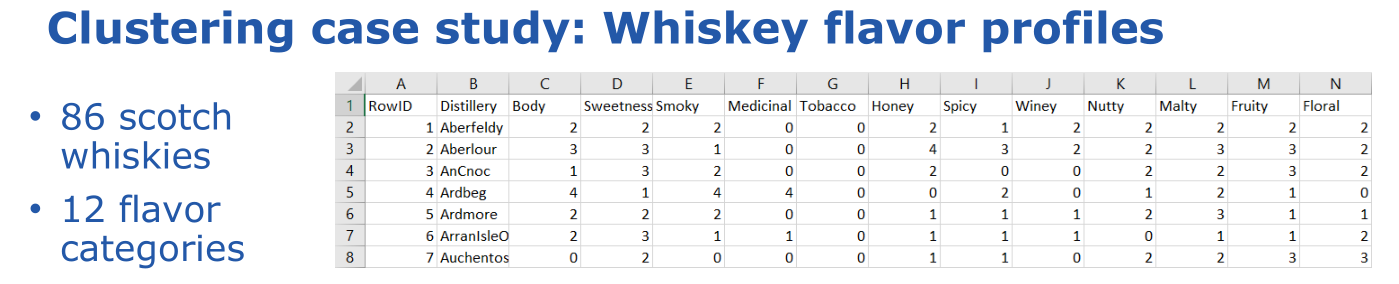 Clustering case study: Whiskey flavor profiles
• 86 scotch
whiskies
• 12 flavor
categories
A B C D E F G H I J K L M N
1 RowID Distillery Body Sweetness Smoky Medicinal Tobacco Honey Spicy Winey Nutty Malty Fruity Floral
2 1 Aberfeldy 2 2 2 0 0 2 1 2 2 2 2 2
3 2 Aberlour 3 3 1 0 0 4 3 2 2 3 3 2
4 3 AnCnoc 1 3 2 0 0 2 0 0 2 2 3 2
5 4 Ardbeg 4 1 4 4 0 0 2 0 1 2 1 0
6 5 Ardmore 2 2 2 0 0 1 1 1 2 3 1 1
7 6 ArranIsleO 2 3 1 1 0 1 1 1 0 1 1 2
8 7 Auchentos 0 2 0 0 0 1 1 0 2 2 3 3